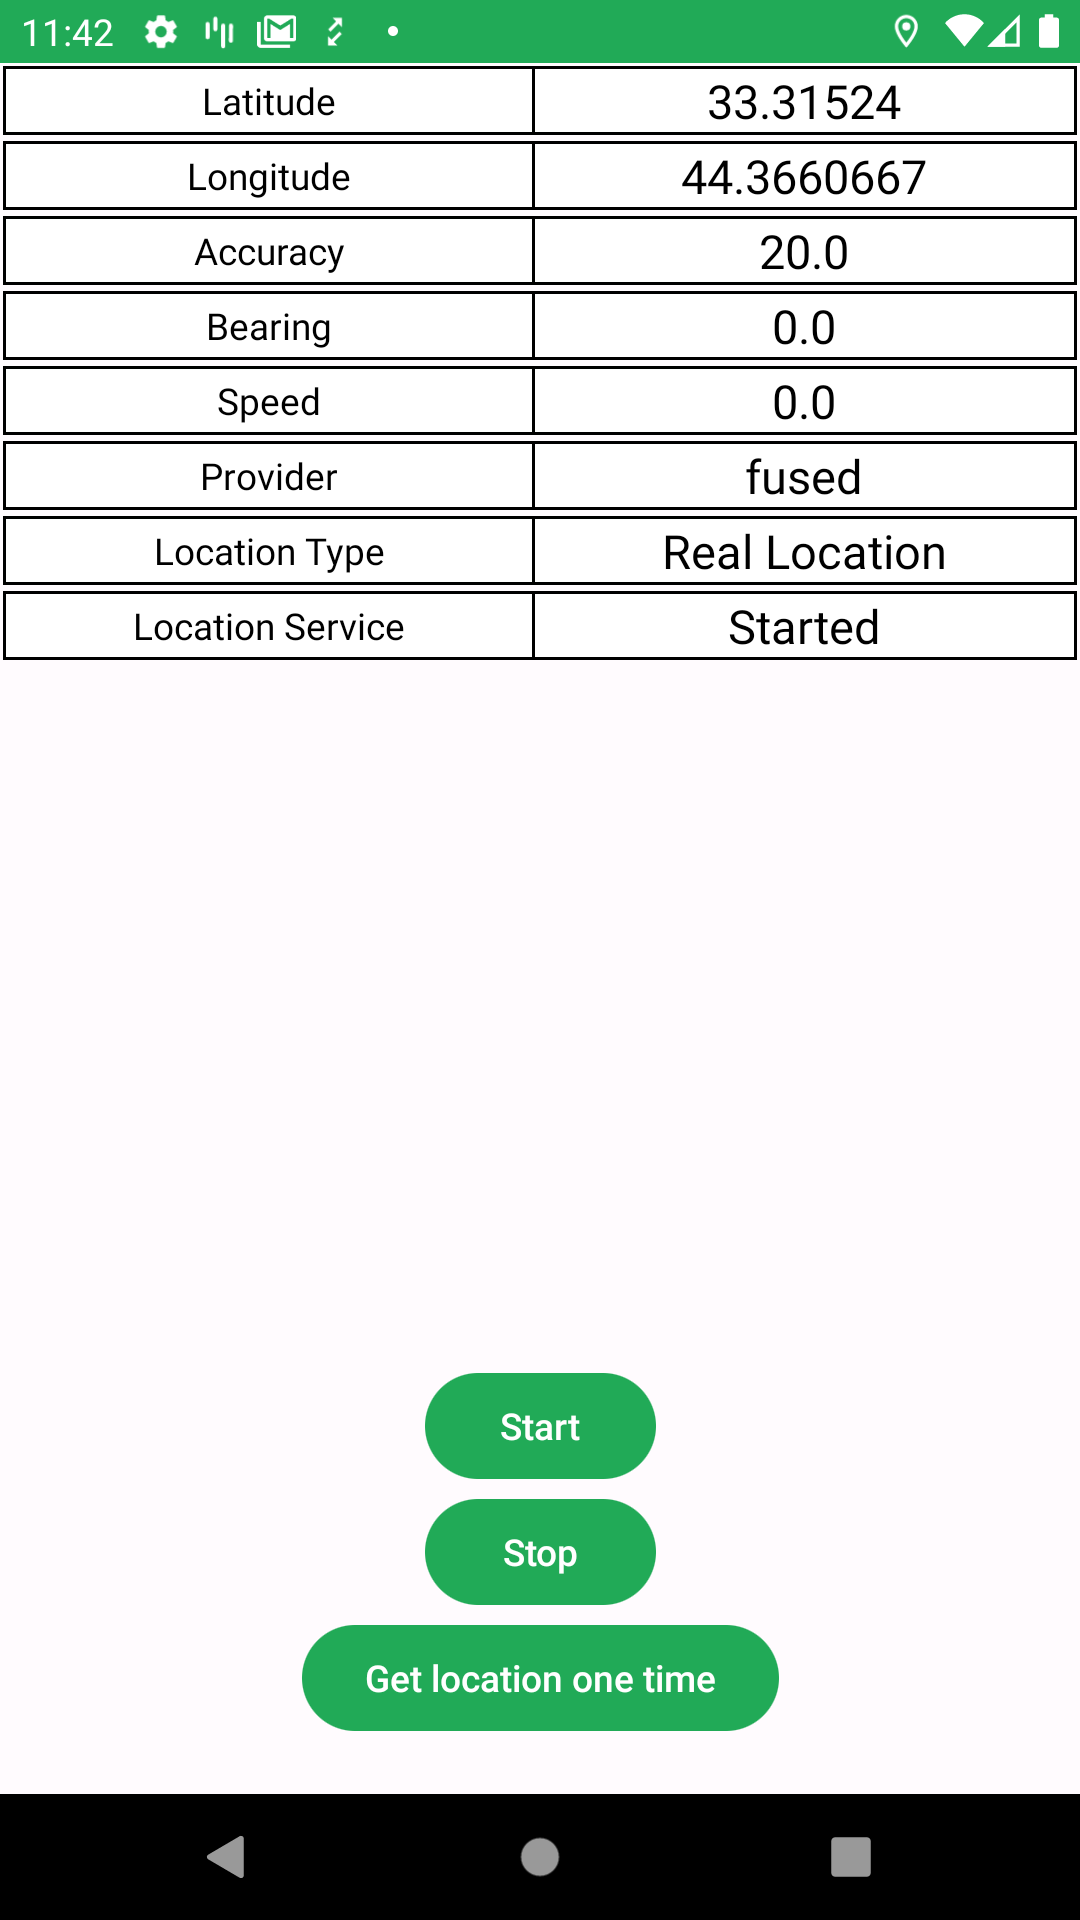 11:42
Latitude 33.31524
Longitude 44.3660667
Accuracy 20.0
Bearing 0.0
Speed 0.0
Provider fused
Location Type Real Location
Location Service Started
Start
Stop
Get location one time